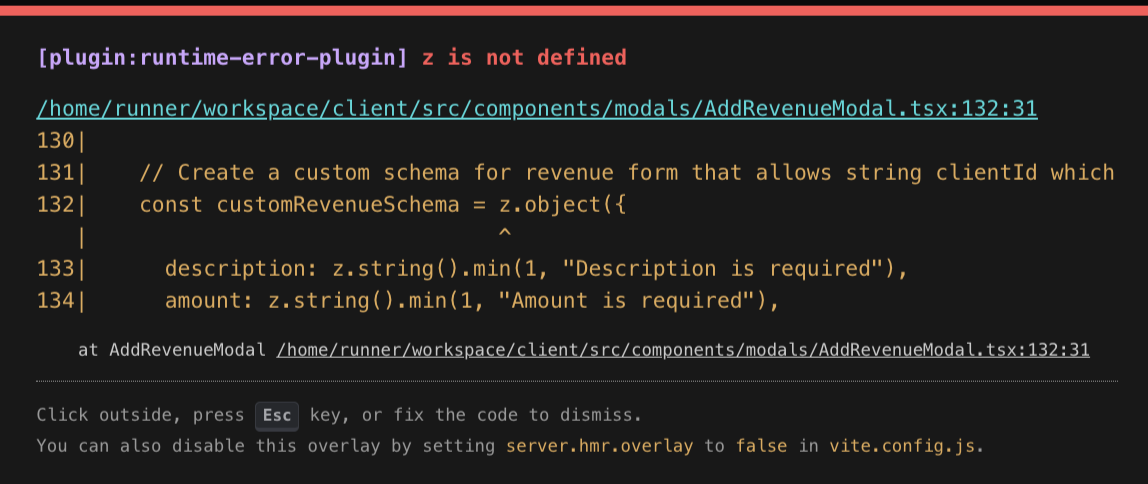 [plugin:runtime-error-plugin] z is not defined
/home/runner/workspace/client/src/components/modals/AddRevenueModal.tsx:132:31
130|
131|    // Create a custom schema for revenue form that allows string clientId which
132|    const customRevenueSchema = z.object({
   |                                ^
133|      description: z.string().min(1, "Description is required"),
134|      amount: z.string().min(1, "Amount is required"),
at AddRevenueModal /home/runner/workspace/client/src/components/modals/AddRevenueModal.tsx:132:31
Click outside, press Esc key, or fix the code to dismiss.
You can also disable this overlay by setting server.hmr.overlay to false in vite.config.js.